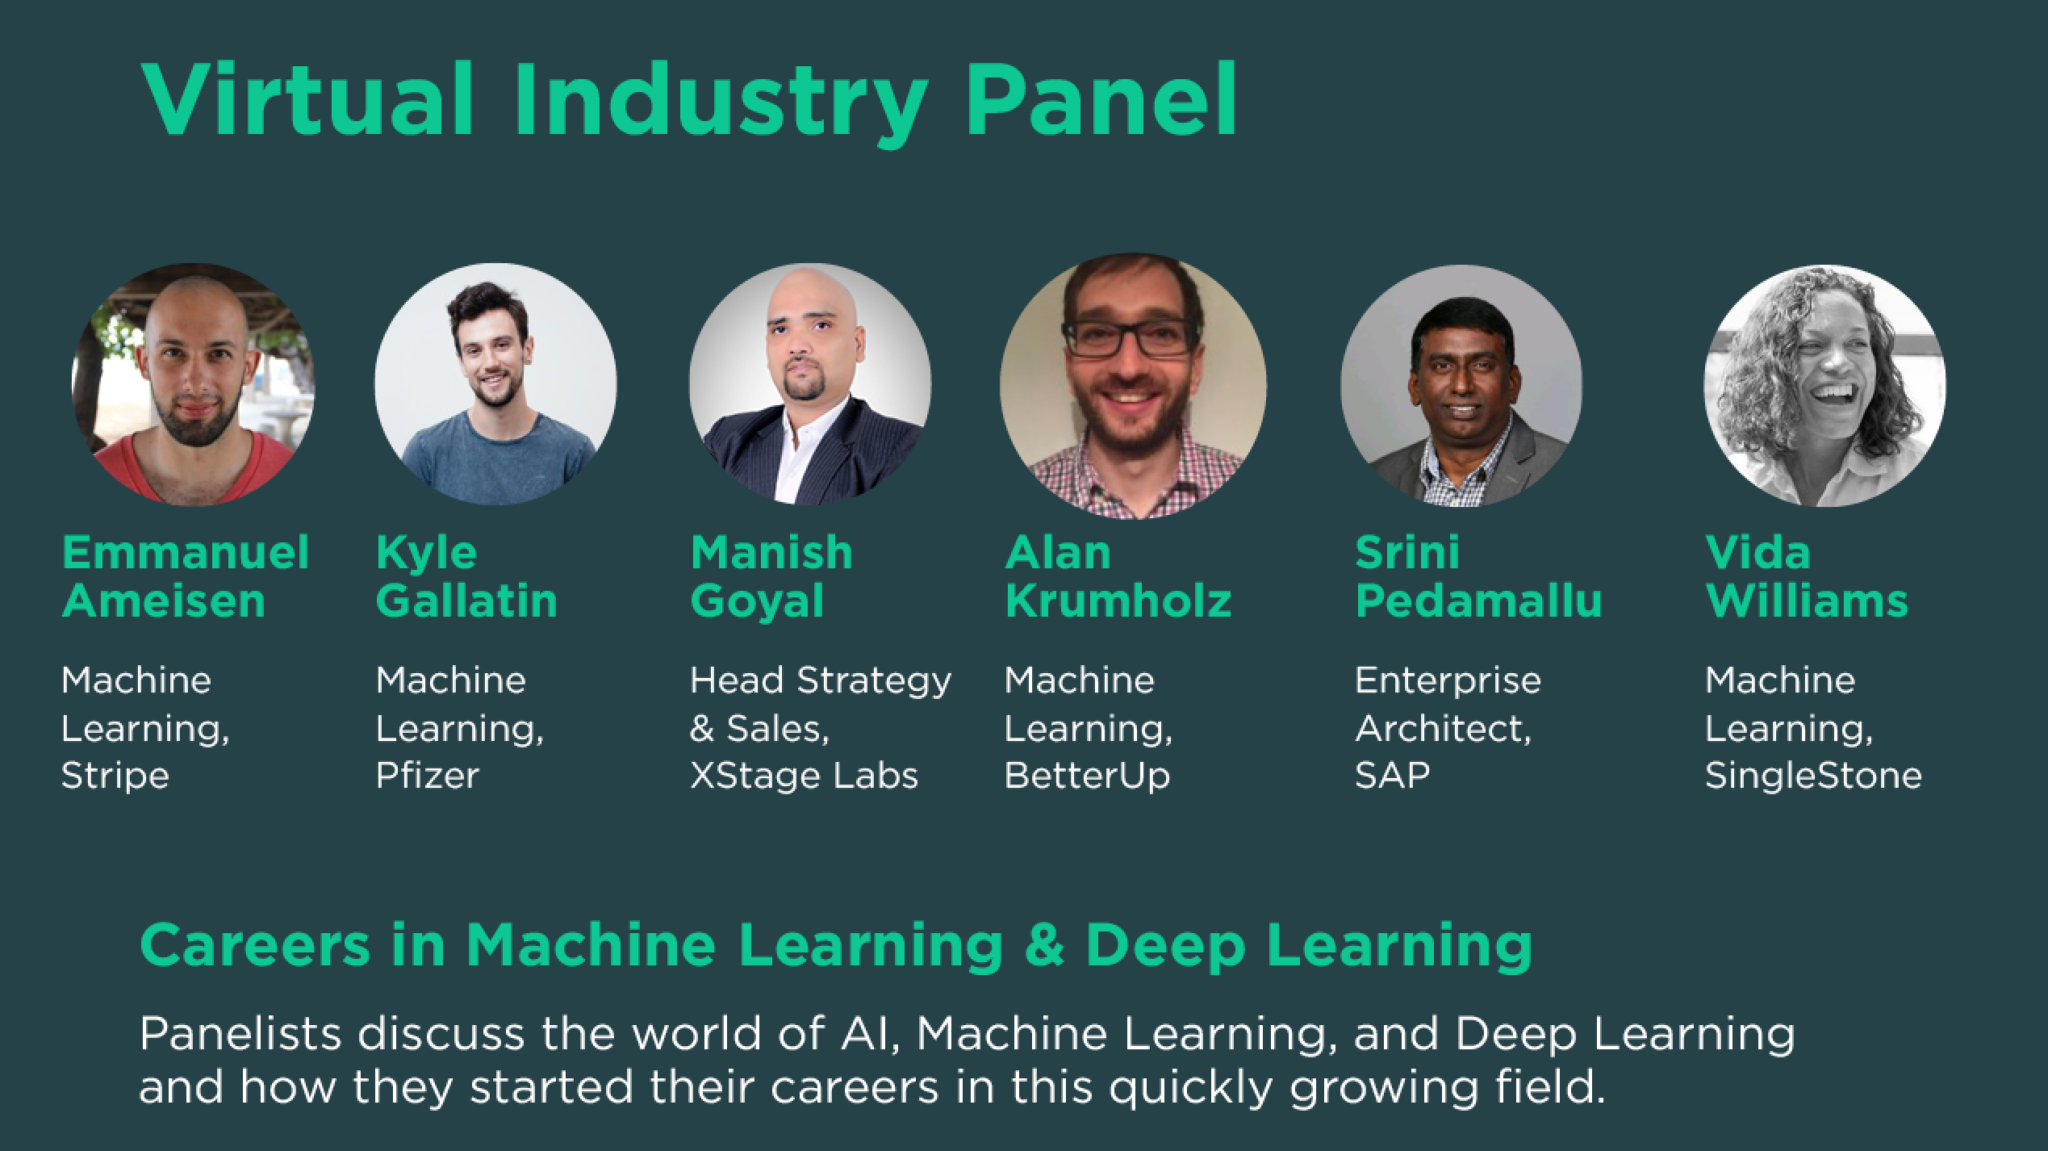 Virtual Industry Panel
Emmanuel
Ameisen
Machine
Learning,
Stripe
Kyle
Gallatin
Machine
Learning,
Pfizer
Manish
Goyal
Head Strategy
& Sales,
XStage Labs
Alan
Krumholz
Machine
Learning,
BetterUp
Srini
Pedamallu
Enterprise
Architect,
SAP
Vida
Williams
Machine
Learning,
SingleStone
Careers in Machine Learning & Deep Learning
Panelists discuss the world of AI, Machine Learning, and Deep Learning
and how they started their careers in this quickly growing field.